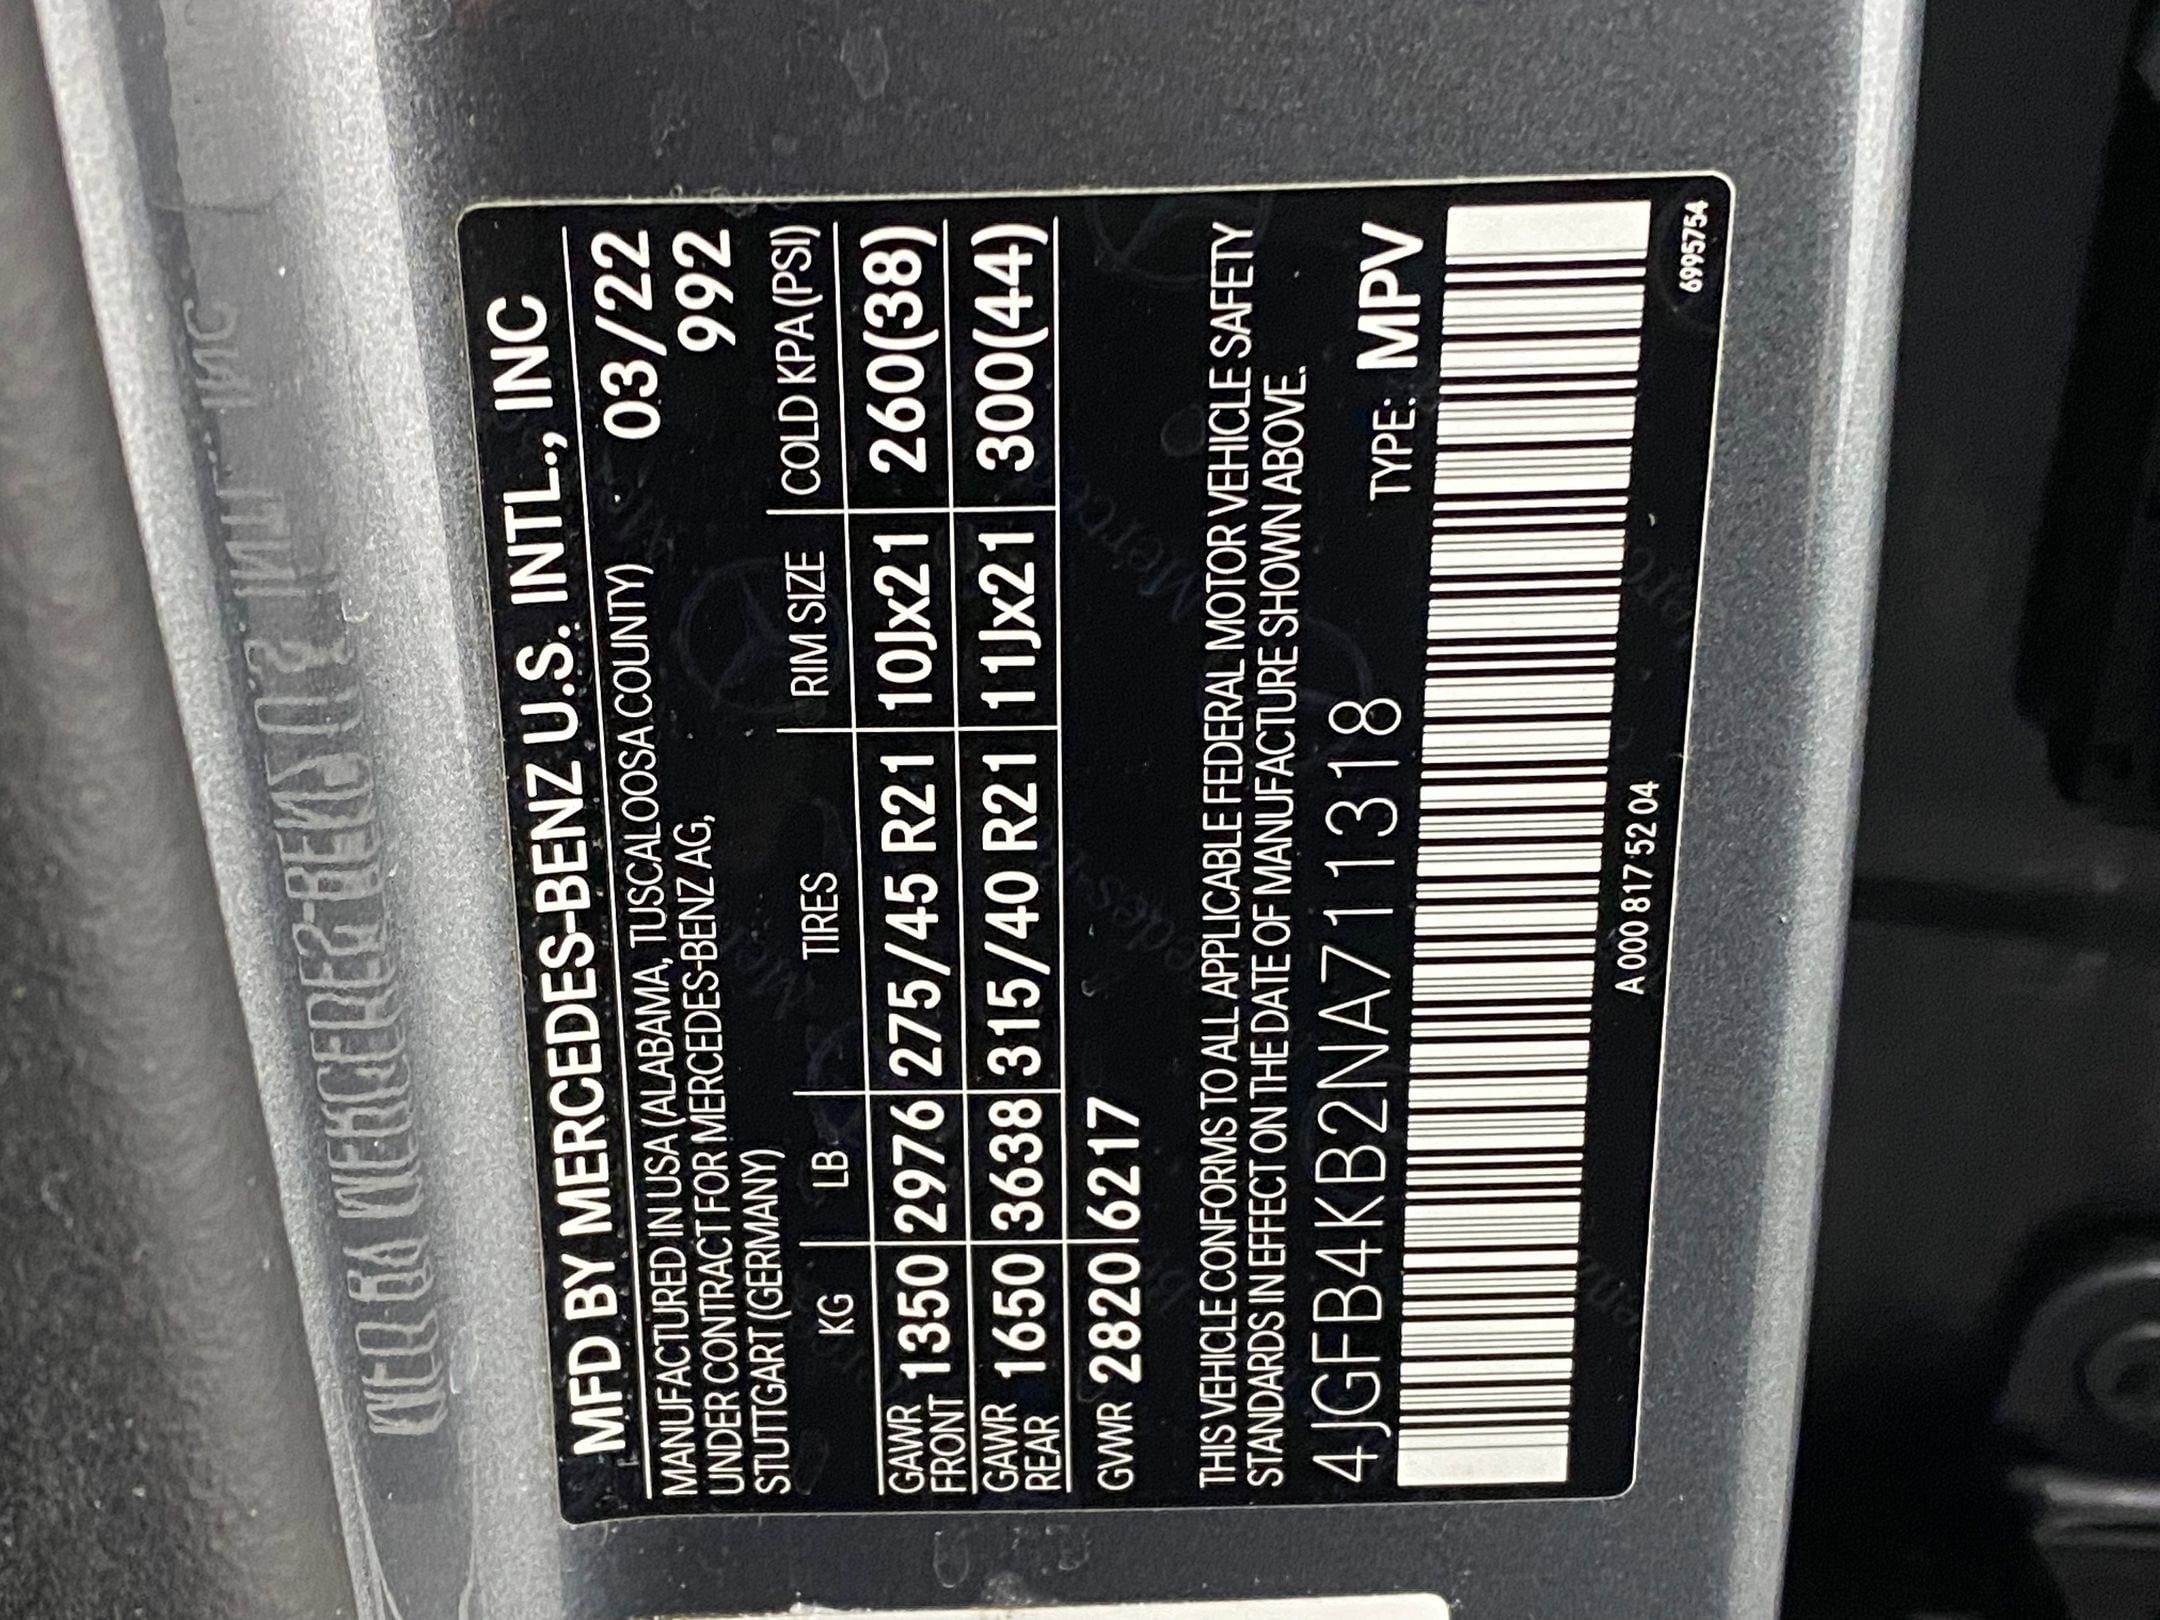 MFD BY MERCEDES-BENZ U.S. INTL., INC
MANUFACTURED IN USA (ALABAMA, TUSCALOOSA COUNTY) 03/22
UNDER CONTRACT FOR MERCEDES-BENZ AG, 992
STUTTGART (GERMANY)
KG LB TIRES RIM SIZE COLD KPA(PSI)
GAWR FRONT 1350 2976 275/45 R21 10Jx21 260(38)
GAWR REAR 1650 3638 315/40 R21 11Jx21 300(44)
GVWR 2820 6217
THIS VEHICLE CONFORMS TO ALL APPLICABLE FEDERAL MOTOR VEHICLE SAFETY
STANDARDS IN EFFECT ON THE DATE OF MANUFACTURE SHOWN ABOVE.
4JGFB4KB2NA711318 TYPE: MPV
A 000 817 52 04
6995754